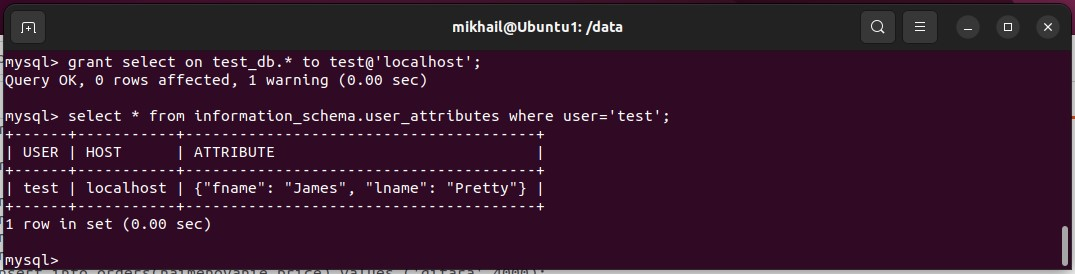 mikhail@Ubuntu1: /data
mysql> grant select on test_db.* to test@'localhost';
Query OK, 0 rows affected, 1 warning (0.00 sec)
mysql> select * from information_schema.user_attributes where user='test';
+------+-----------+---------------------------------------+
| USER | HOST      | ATTRIBUTE                             |
+------+-----------+---------------------------------------+
| test | localhost | {"fname": "James", "lname": "Pretty"} |
+------+-----------+---------------------------------------+
1 row in set (0.00 sec)
mysql>